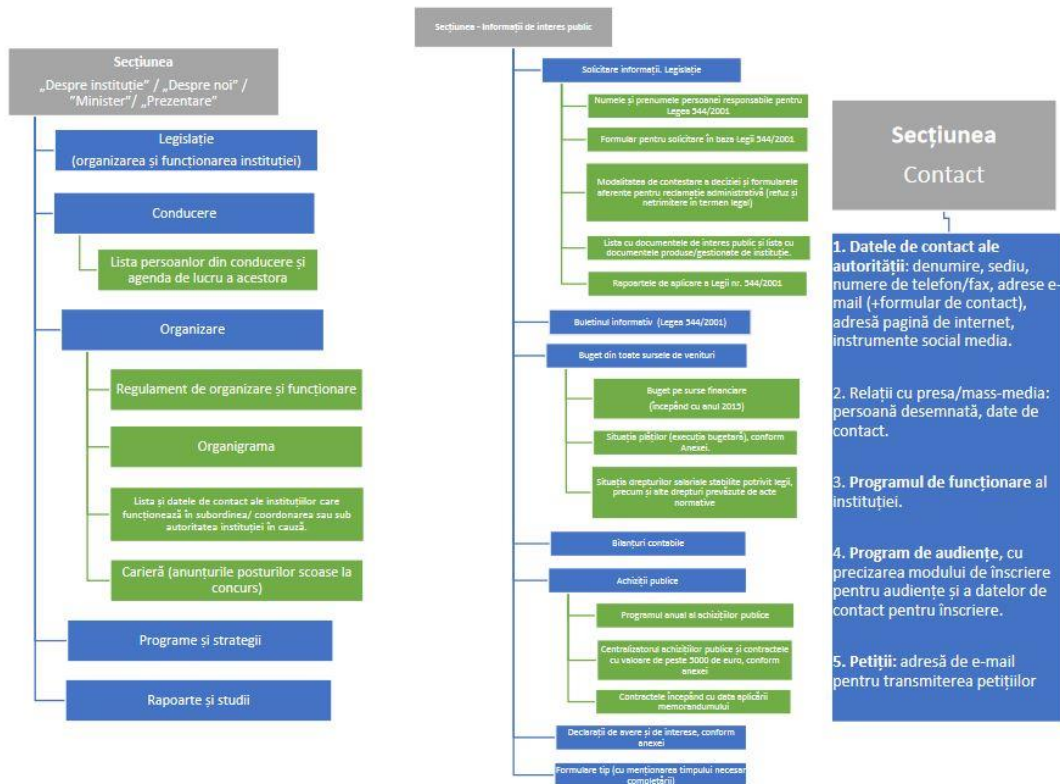 Secțiunea
„Despre instituție” / „Despre noi” /
”Minister”/ „Prezentare”
Legislație
(organizarea și funcționarea instituției)
Conducere
Lista persoanlor din conducere și
agenda de lucru a acestora
Organizare
Regulament de organizare și funcționare
Organigrama
Lista și datele de contact ale instituțiilor care
funcționează în subordinea/ coordonarea sau sub
autoritatea instituției în cauză.
Carieră (anunțurile posturilor scoase la
concurs)
Programe și strategii
Rapoarte și studii
Secțiunea - Informații de interes public
Solicitare informații. Legislație
Numele și prenumele persoanei responsabile pentru
Legea 544/2001
Formular pentru solicitare în baza Legii 544/2001
Modalitatea de contestare a deciziei și formularele
aferente pentru reclamație administrativă (refuz și
netrimitere în termen legal)
Lista cu documentele de interes public și lista cu
documentele produse/gestionate de instituție.
Rapoartele de aplicare a Legii nr. 544/2001
Buletinul informativ (Legea 544/2001)
Buget din toate sursele de venituri
Buget pe surse financiare
(începând cu anul 2015)
Situația plăților (execuția bugetară), conform
Anexei.
Situația drepturilor salariale stabilite potrivit legii,
precum și alte drepturi prevăzute de acte
normative
Bilanțuri contabile
Achiziții publice
Programul anual al achizițiilor publice
Centralizatorul achizițiilor publice și contractele
cu valoare de peste 5000 de euro, conform
anexei
Contractele începând cu data aplicării
memorandumului
Declarații de avere și de interese, conform
anexei
Formulare tip (cu menționarea timpului necesar
completării)
Secțiunea
Contact
1. Datele de contact ale
autorității: denumire, sediu,
numere de telefon/fax, adrese e-
mail (+formular de contact),
adresă pagină de internet,
instrumente social media.
2. Relații cu presa/mass-media:
persoană desemnată, date de
contact.
3. Programul de funcționare al
instituției.
4. Program de audiențe, cu
precizarea modului de înscriere
pentru audiențe și a datelor de
contact pentru înscriere.
5. Petiții: adresă de e-mail
pentru transmiterea petițiilor